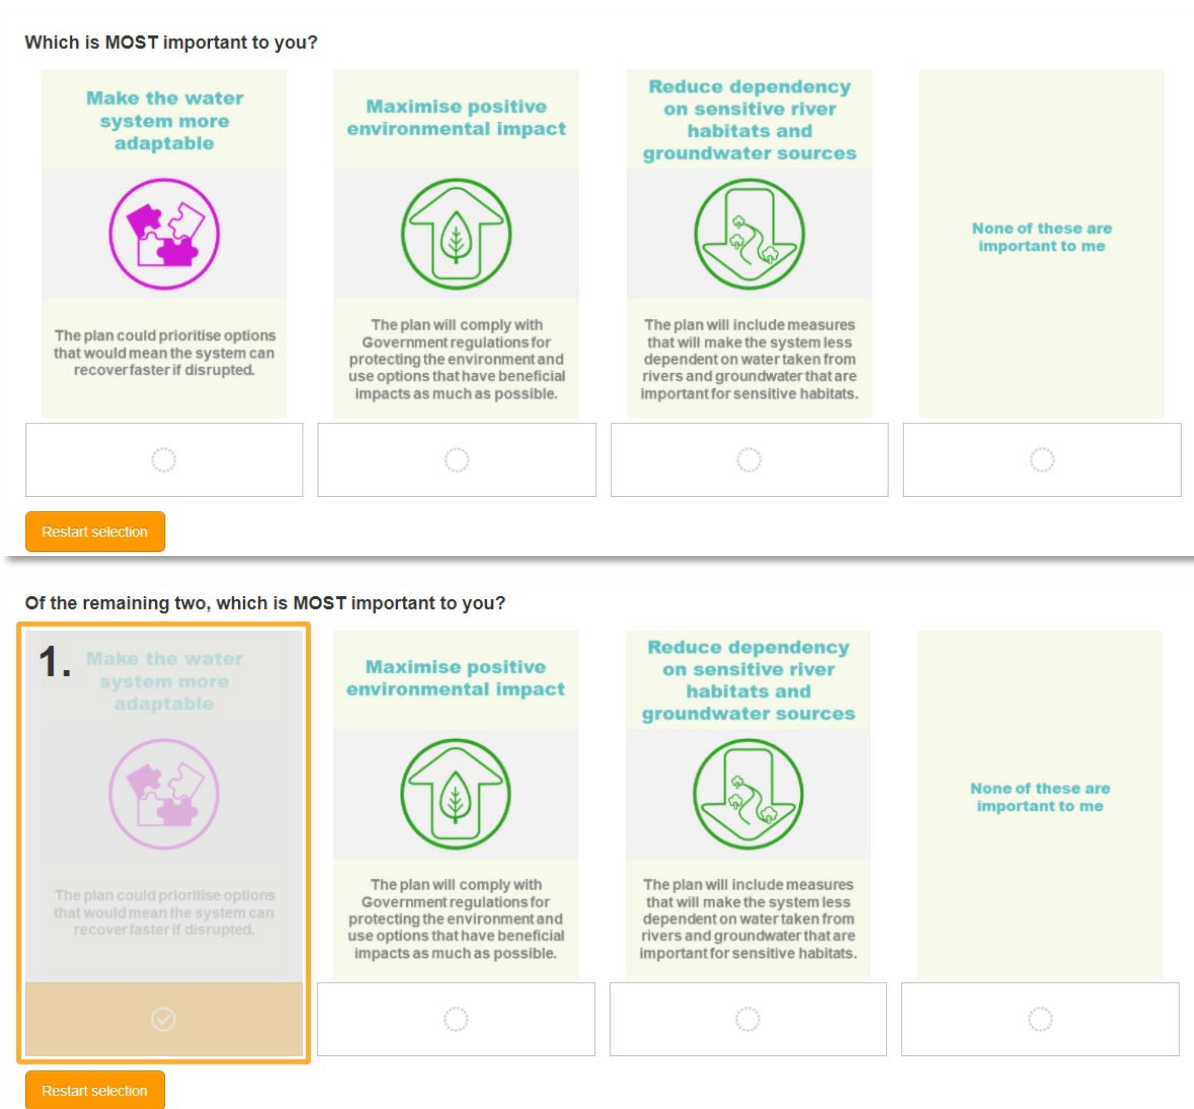 Which is MOST important to you?
Make the water
system more
adaptable
The plan could prioritise options
that would mean the system can
recover faster if disrupted.
Maximise positive
environmental impact
The plan will comply with
Government regulations for
protecting the environment and
use options that have beneficial
impacts as much as possible.
Reduce dependency
on sensitive river
habitats and
groundwater sources
The plan will include measures
that will make the system less
dependent on water taken from
rivers and groundwater that are
important for sensitive habitats.
None of these are
important to me
Restart selection
Of the remaining two, which is MOST important to you?
1.
Make the water
system more
adaptable
The plan could prioritise options
that would mean the system can
recover faster if disrupted.
Maximise positive
environmental impact
The plan will comply with
Government regulations for
protecting the environment and
use options that have beneficial
impacts as much as possible.
Reduce dependency
on sensitive river
habitats and
groundwater sources
The plan will include measures
that will make the system less
dependent on water taken from
rivers and groundwater that are
important for sensitive habitats.
None of these are
important to me
Restart selection